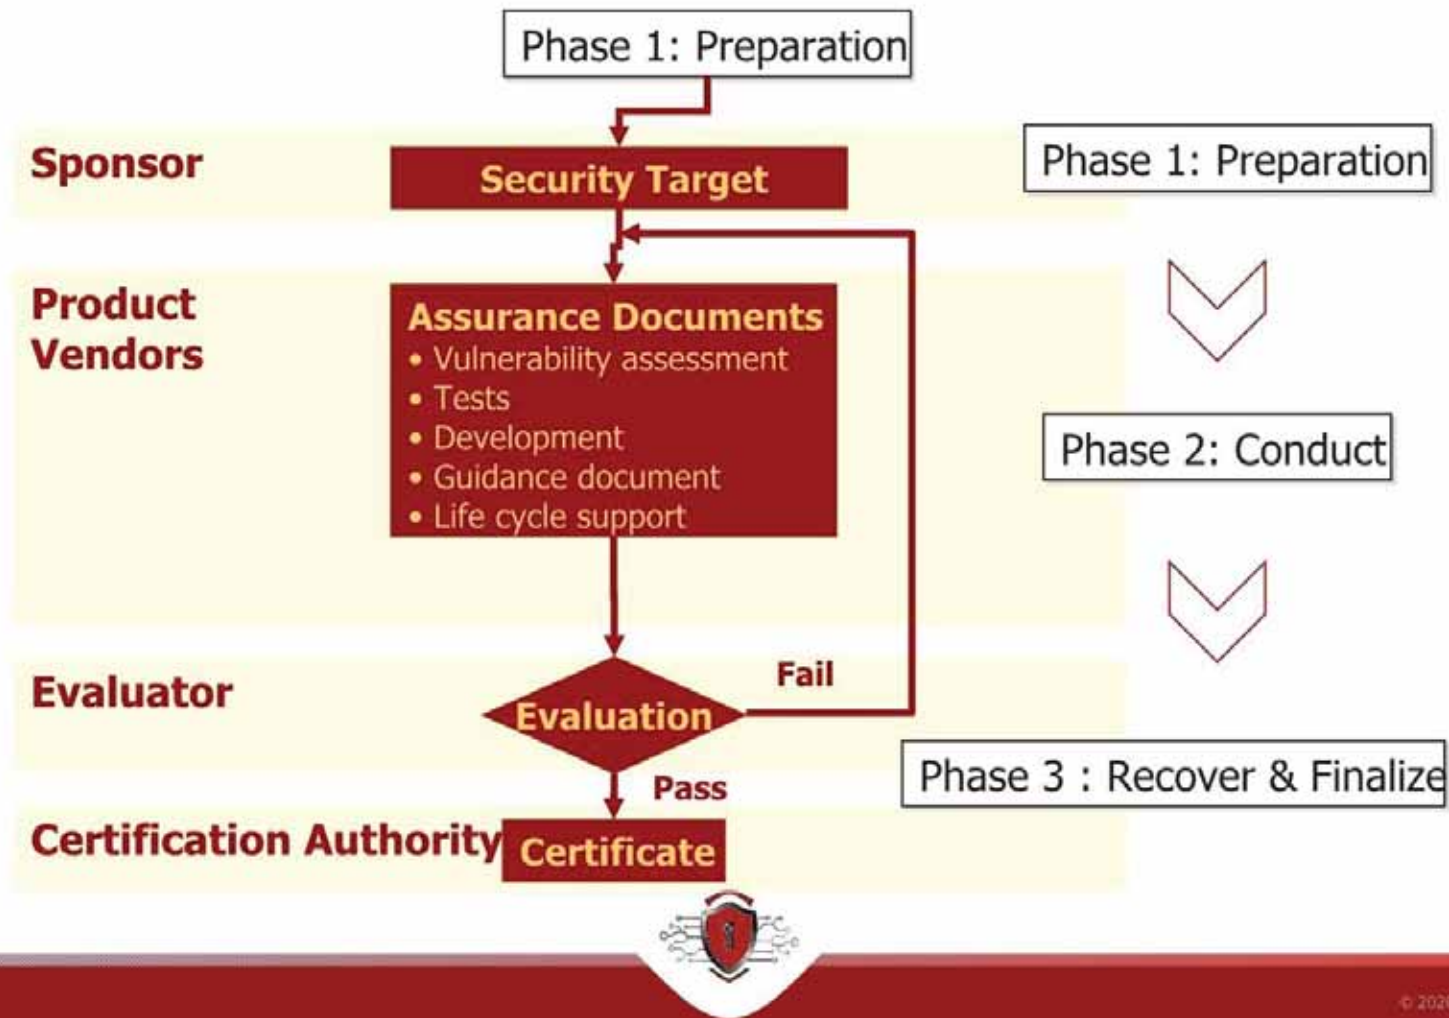 Phase 1: Preparation
Sponsor
Security Target
Phase 1: Preparation
Product
Vendors
Assurance Documents
• Vulnerability assessment
• Tests
• Development
• Guidance document
• Life cycle support
Phase 2: Conduct
Evaluator
Evaluation
Fail
Pass
Phase 3 : Recover & Finalize
Certification Authority
Certificate